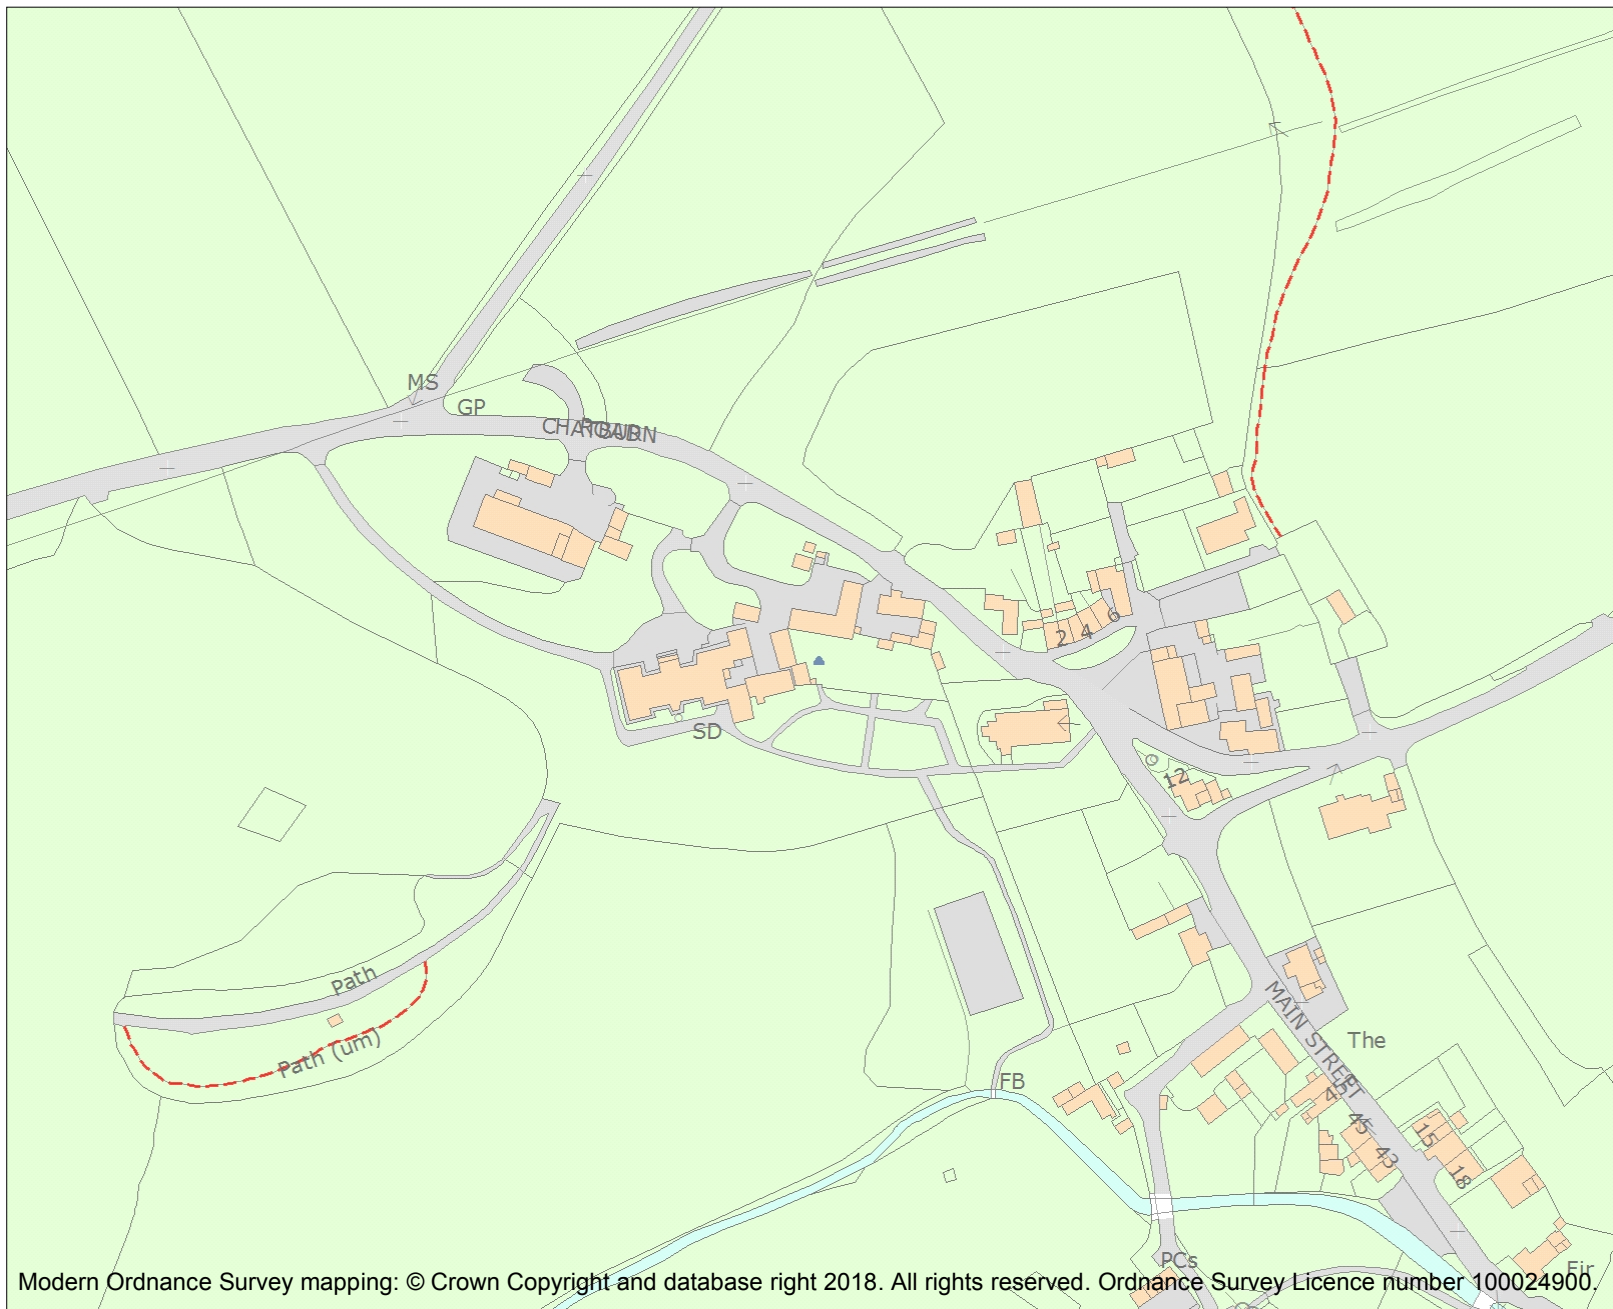 MS
GP
CHATBURN
ROAD
2
4
6
SD
12
Path
Path (um)
MAIN STREET
The
FB
45
43
15
18
PCs
Fir
Modern Ordnance Survey mapping: © Crown Copyright and database right 2018. All rights reserved. Ordnance Survey Licence number 100024900.